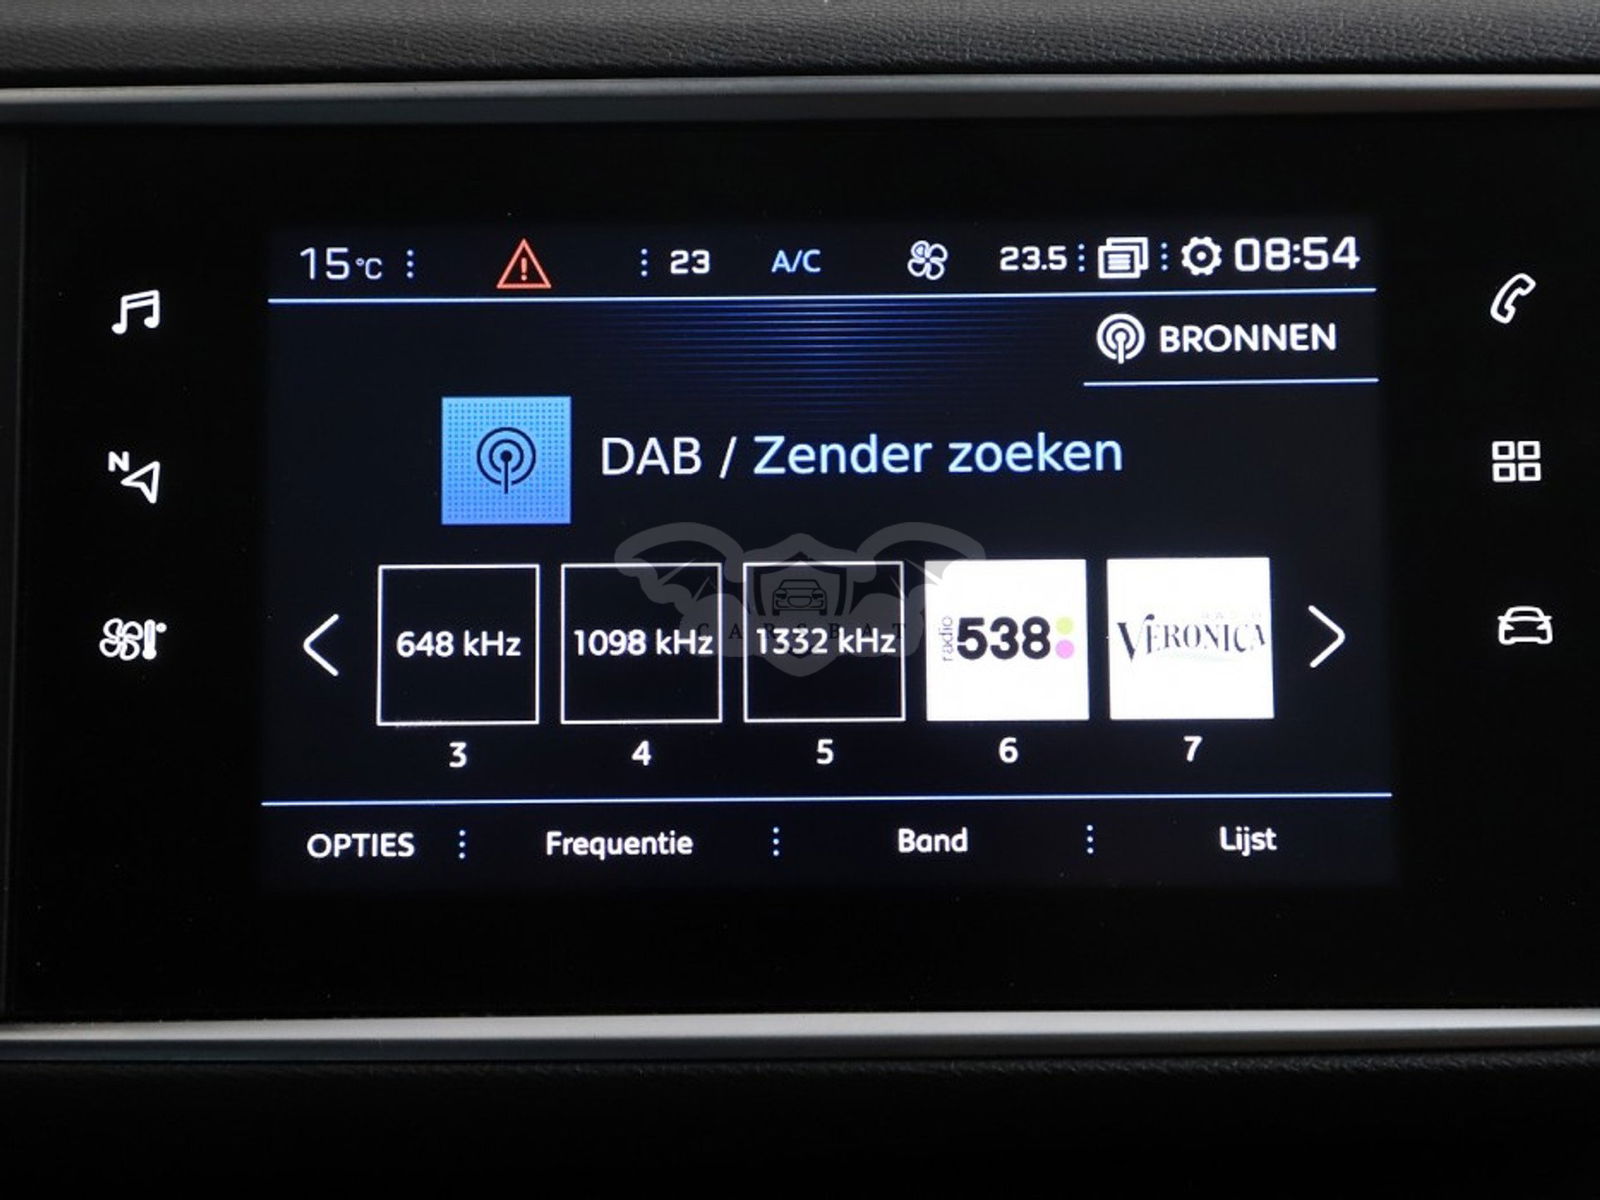 15°C 23 A/C 23.5 08:54
BRONNEN
DAB / Zender zoeken
N
648 kHz 1098 kHz 1332 kHz radio 538 VERONICA
CARSBAT
3 4 5 6 7
OPTIES Frequentie Band Lijst